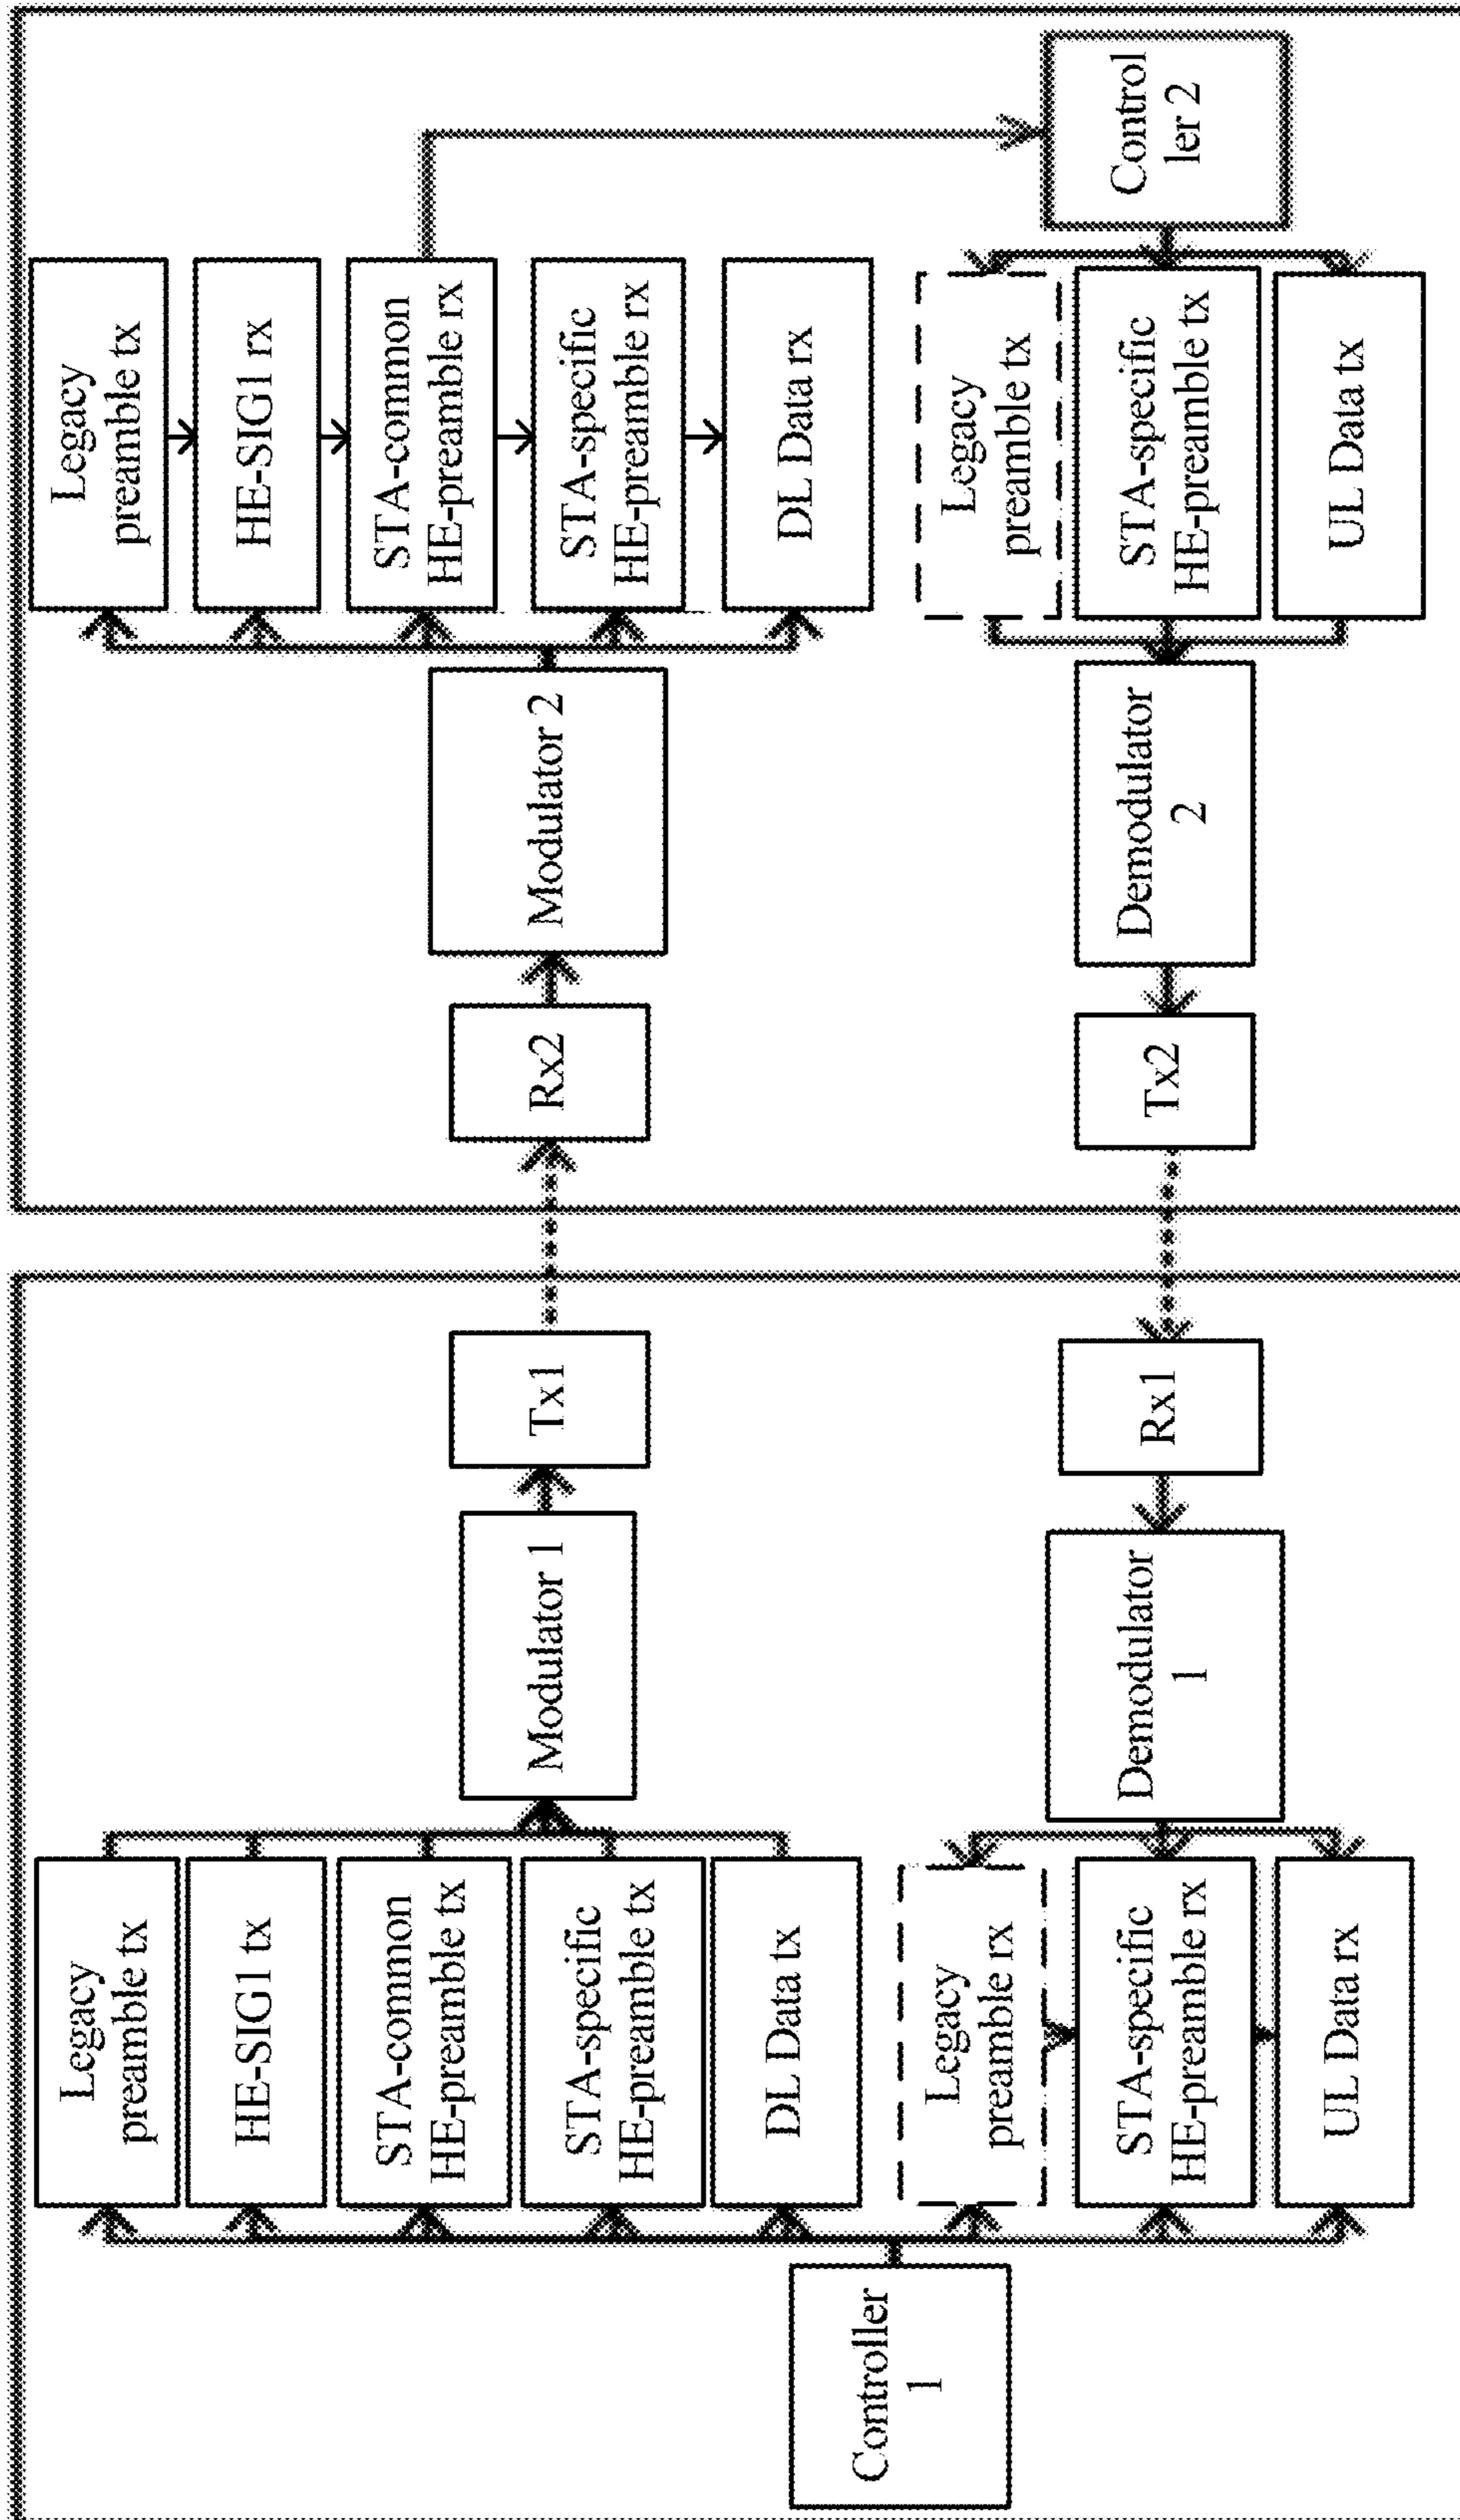 Controller
1
Legacy
preamble tx
HE-SIG1 tx
STA-common
HE-preamble tx
STA-specific
HE-preamble tx
DL Data tx
Legacy
preamble rx
STA-specific
HE-preamble rx
UL Data rx
Modulator 1
Tx1
Demodulator
1
Rx1
Rx2
Modulator 2
Tx2
Demodulator
2
Legacy
preamble tx
HE-SIG1 rx
STA-common
HE-preamble rx
STA-specific
HE-preamble rx
DL Data rx
Legacy
preamble tx
STA-specific
HE-preamble tx
UL Data tx
Control
ler 2